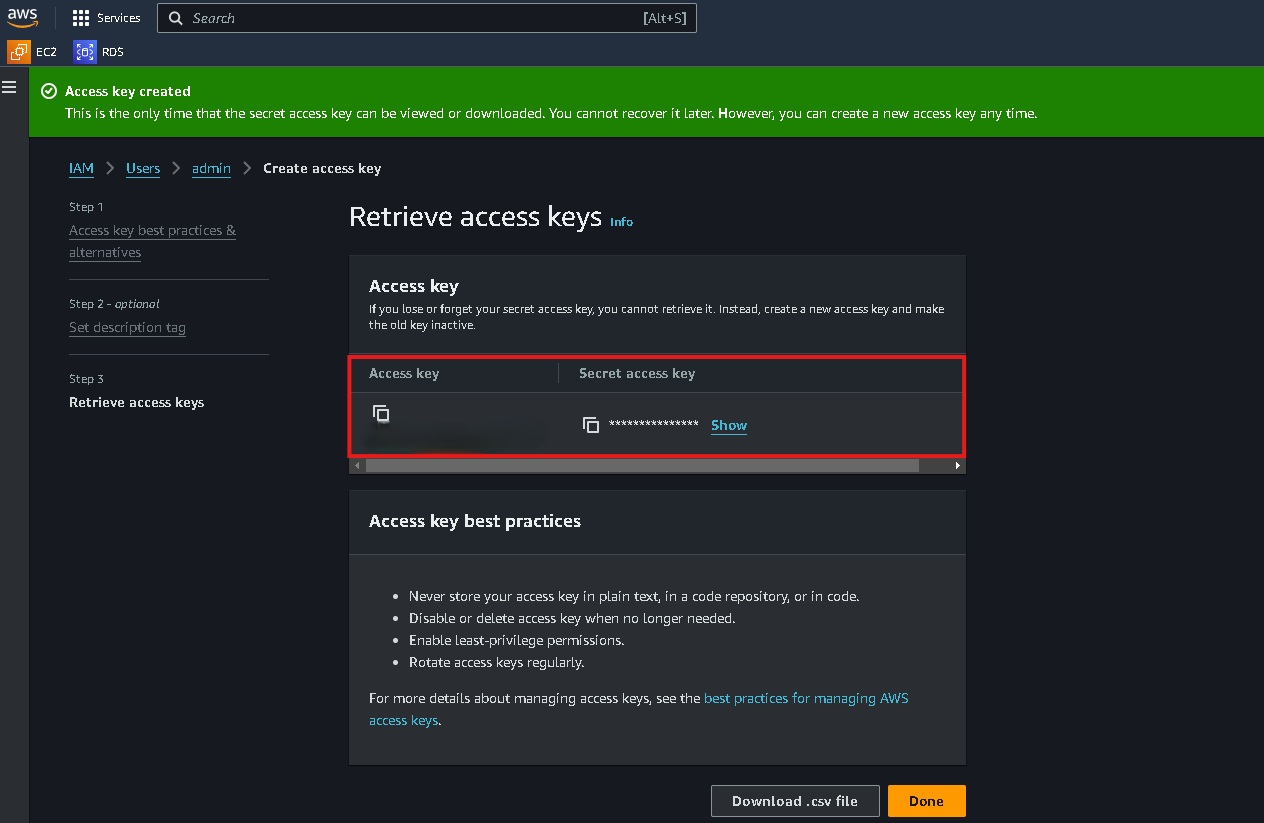 aws
Services
Search
[Alt+S]
EC2
RDS
Access key created
This is the only time that the secret access key can be viewed or downloaded. You cannot recover it later. However, you can create a new access key any time.
IAM
Users
admin
Create access key
Step 1
Access key best practices &
alternatives
Step 2 - optional
Set description tag
Step 3
Retrieve access keys
Retrieve access keys Info
Access key
If you lose or forget your secret access key, you cannot retrieve it. Instead, create a new access key and make
the old key inactive.
Access key
Secret access key
*************** Show
Access key best practices
• Never store your access key in plain text, in a code repository, or in code.
• Disable or delete access key when no longer needed.
• Enable least-privilege permissions.
• Rotate access keys regularly.
For more details about managing access keys, see the best practices for managing AWS
access keys.
Download .csv file
Done